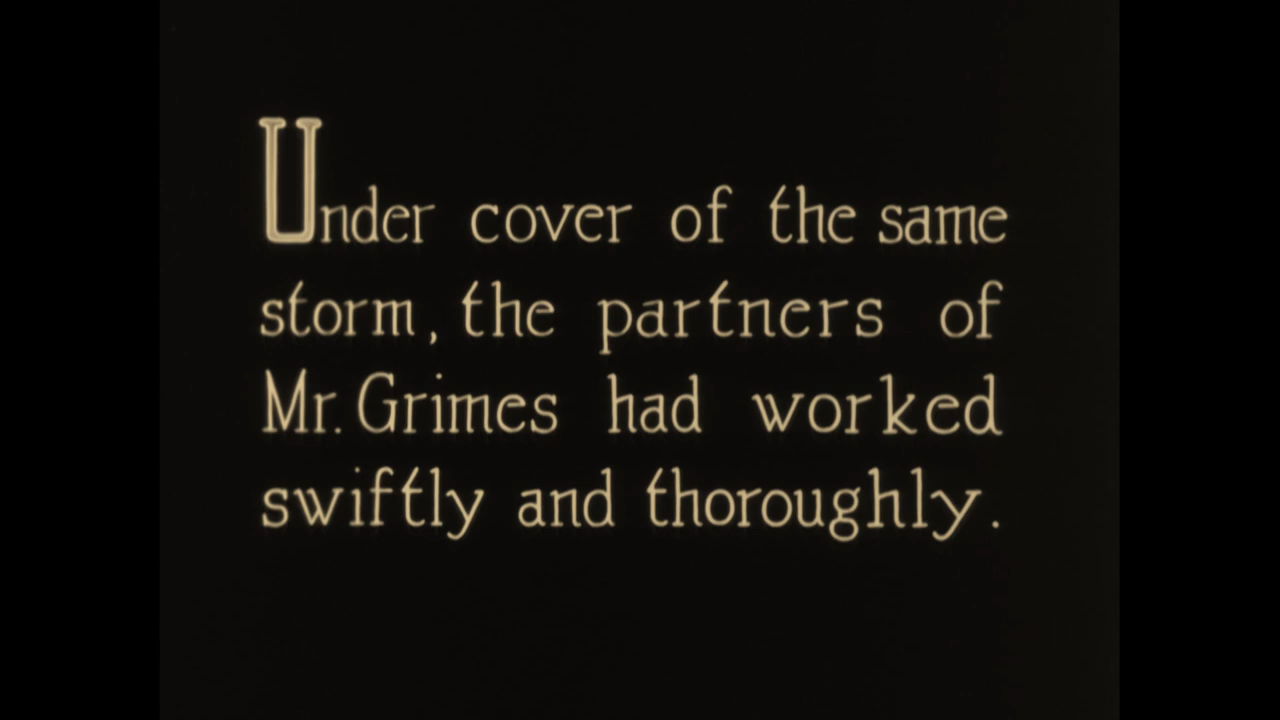 Under cover of the same
storm, the partners of
Mr. Grimes had worked
swiftly and thoroughly.